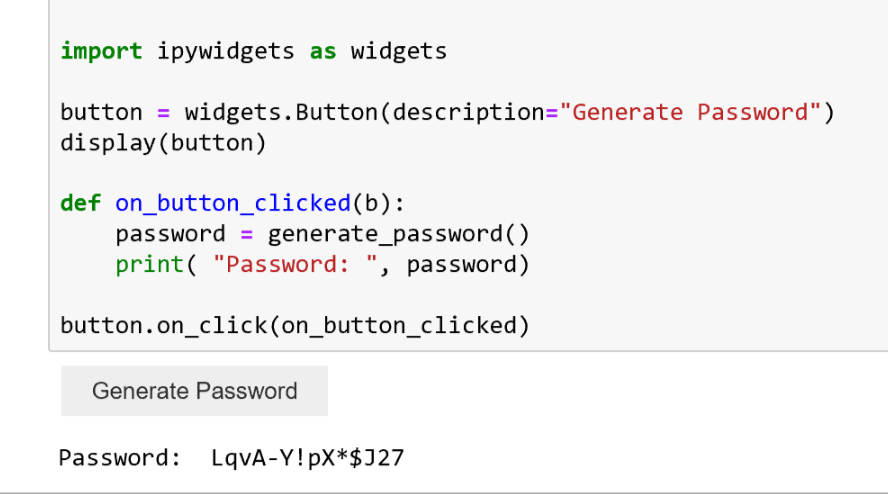 import ipywidgets as widgets
button = widgets.Button(description="Generate Password")
display(button)
def on_button_clicked(b):
    password = generate_password()
    print( "Password: ", password)
button.on_click(on_button_clicked)
Generate Password
Password:  LqvA-Y!pX*$J27